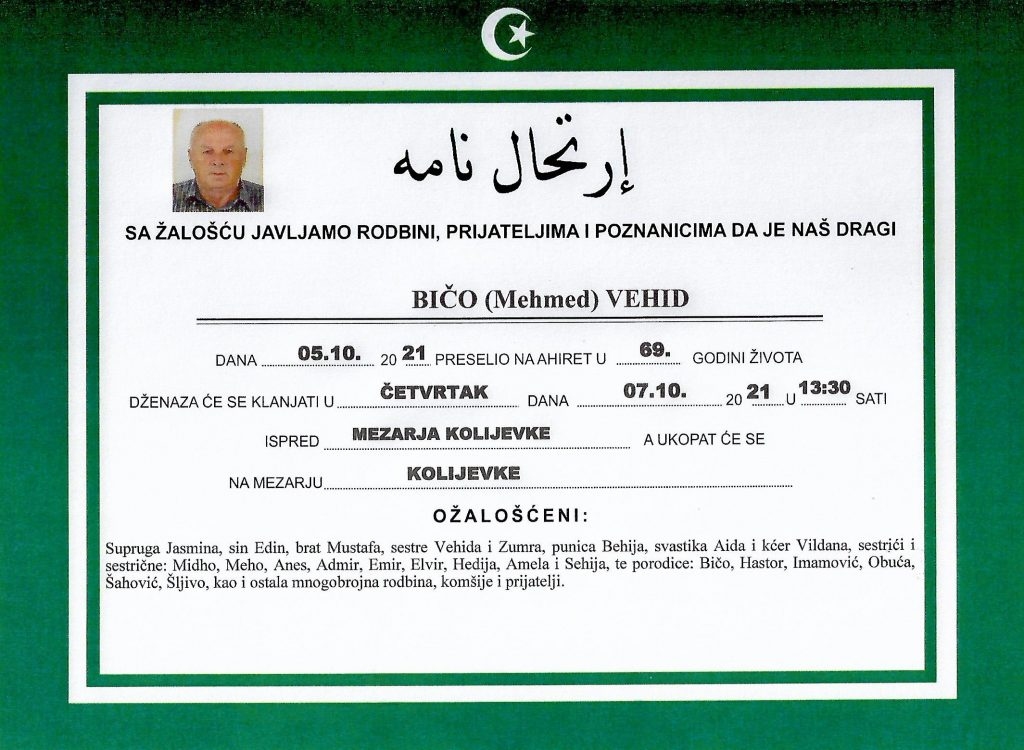 إرتحال نامه
SA ŽALOŠĆU JAVLJAMO RODBINI, PRIJATELJIMA I POZNANICIMA DA JE NAŠ DRAGI
BIČO (Mehmed) VEHID
DANA 05.10. 20 21 PRESELIO NA AHIRET U 69. GODINI ŽIVOTA
DŽENAZA ĆE SE KLANJATI U ČETVRTAK DANA 07.10. 20 21 U 13:30 SATI
ISPRED MEZARJA KOLIJEVKE A UKOPAT ĆE SE
NA MEZARJU KOLIJEVKE
OŽALOŠĆENI:
Supruga Jasmina, sin Edin, brat Mustafa, sestre Vehida i Zumra, punica Behija, svastika Aida i kćer Vildana, sestrići i
sestrične: Midho, Meho, Anes, Admir, Emir, Elvir, Hedija, Amela i Sehija, te porodice: Bičo, Hastor, Imamović, Obuća,
Šahović, Šljivo, kao i ostala mnogobrojna rodbina, komšije i prijatelji.